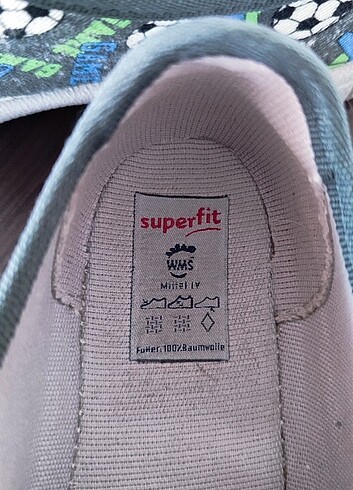 superfit
WMS
Mittel IV
Futter: 100% Baumwolle